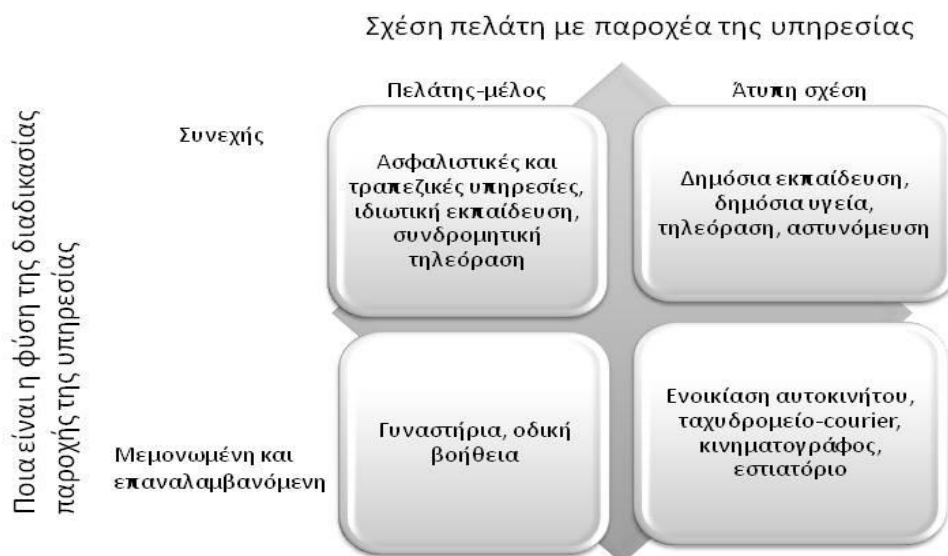 Σχέση πελάτη με παροχέα της υπηρεσίας
Πελάτης-μέλος
Άτυπη σχέση
Ποια είναι η φύση της διαδικασίας
παροχής της υπηρεσίας
Συνεχής
Ασφαλιστικές και
τραπεζικές υπηρεσίες,
ιδιωτική εκπαίδευση,
συνδρομητική
τηλεόραση
Δημόσια εκπαίδευση,
δημόσια υγεία,
τηλεόραση, αστυνόμευση
Μεμονωμένη και
επαναλαμβανόμενη
Γυναστήρια, οδική
βοήθεια
Ενοικίαση αυτοκινήτου,
ταχυδρομείο-courier,
κινηματογράφος,
εστιατόριο